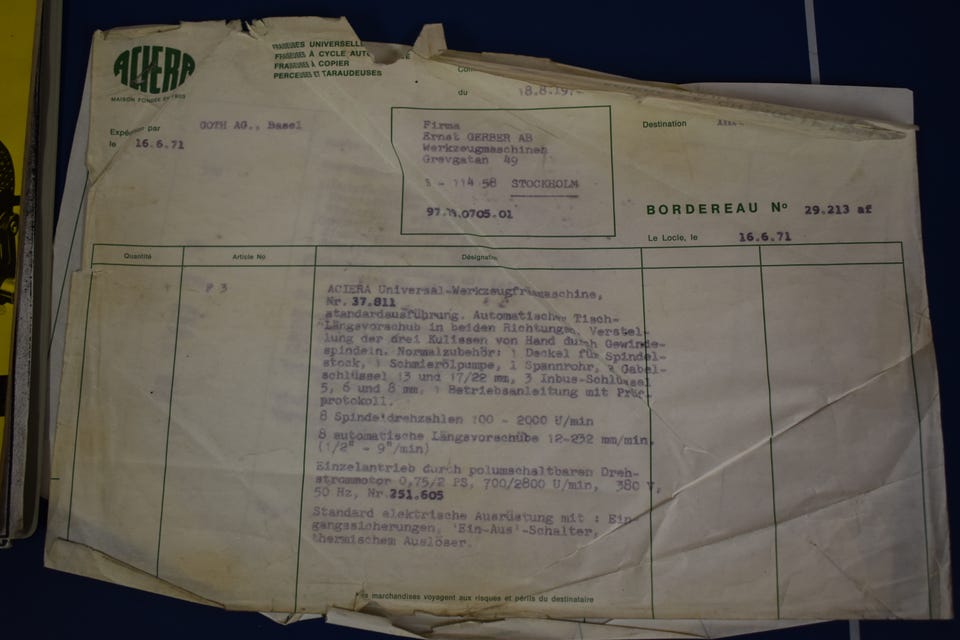 ACIERA
MAISON FONDÉE EN 1903
FRAISEUSES UNIVERSELLES
FRAISEUSES À CYCLE
FRAISEUSES À COPIER
PERCEUSES ET TARAUDEUSES
du 18.8.19
Expédition par GOTH AG., Basel
le 16.6.71
Firma
Ernst GERBER AB
Werkzeugmaschinen
Grevgatan 49
S - 114 58 STOCKHOLM
Destination
BORDEREAU No 29.213 af
Le Locle, le 16.6.71
Quantité Article No Désignation
F 3 ACIERA Universal-Werkzeugfräsmaschine,
Nr. 37.811
standardausführung. Automatischer Tisch-
Längsvorschub in beiden Richtungen. Verstel-
lung der drei Kulissen von Hand durch Gewinde-
spindeln. Normalzubehör: 1 Deckel für Spindel-
stock, 1 Schmierölpumpe, 1 Spannrohr, 2 Gabel-
schlüssel 13 und 17/22 mm, 3 Inbus-Schlüssel
5, 6 und 8 mm, 1 Betriebsanleitung mit Prüf-
protokoll.
8 Spindeldrehzahlen 100 - 2000 U/min
8 automatische Längsvorschübe 12-232 mm/min.
(1/2" - 9"/min)
Einzelantrieb durch polumschaltbaren Dreh-
strommotor 0,75/2 PS, 700/2800 U/min, 380 V,
50 Hz, Nr. 251.605
Standard elektrische Ausrüstung mit : Ein-
gangssicherungen, 'Ein-Aus'-Schalter,
thermischem Auslöser.
Les marchandises voyagent aux risques et périls du destinataire